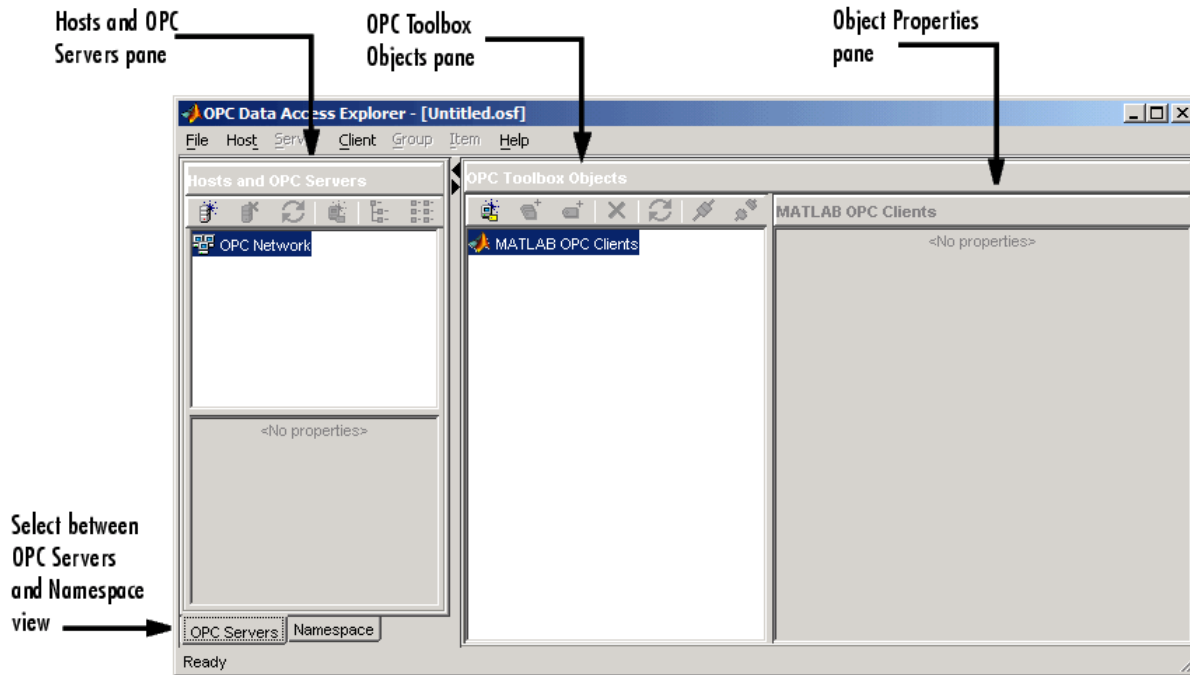 Hosts and OPC
Servers pane
OPC Toolbox
Objects pane
Object Properties
pane
OPC Data Access Explorer - [Untitled.osf]
File Host Server Client Group Item Help
Hosts and OPC Servers
OPC Toolbox Objects
MATLAB OPC Clients
OPC Network
MATLAB OPC Clients
<No properties>
<No properties>
Select between
OPC Servers
and Namespace
view
OPC Servers Namespace
Ready